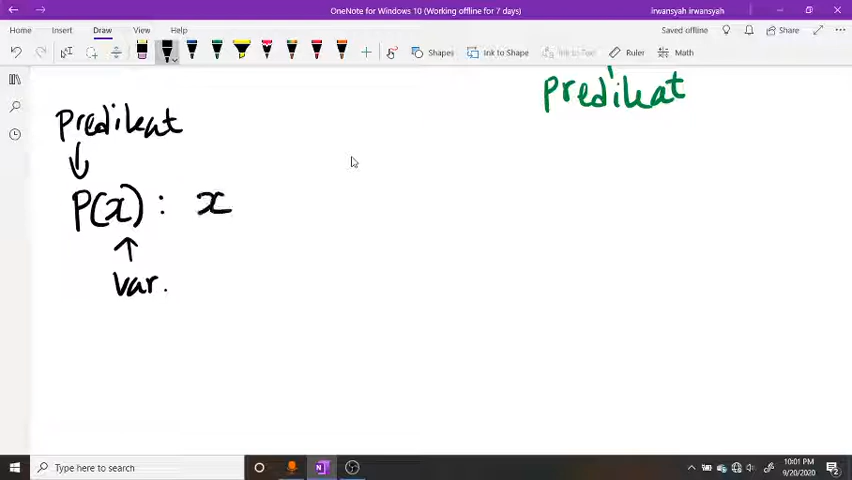 OneNote for Windows 10 (Working offline for 7 days)
irwansyah irwansyah
Home Insert Draw View Help
Saved offline
Share
Shapes Ink to Shape Ink to Text Ruler Math
predikat
predikat
P(x) : x
var.
Type here to search
10:01 PM
9/20/2020
2